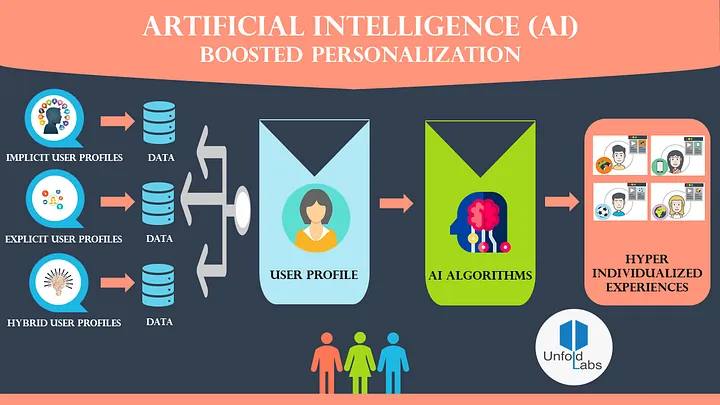 ARTIFICIAL INTELLIGENCE (AI)
BOOSTED PERSONALIZATION
IMPLICIT USER PROFILES
DATA
EXPLICIT USER PROFILES
DATA
HYBRID USER PROFILES
DATA
USER PROFILE
AI ALGORITHMS
HYPER
INDIVIDUALIZED
EXPERIENCES
Unfold
Labs